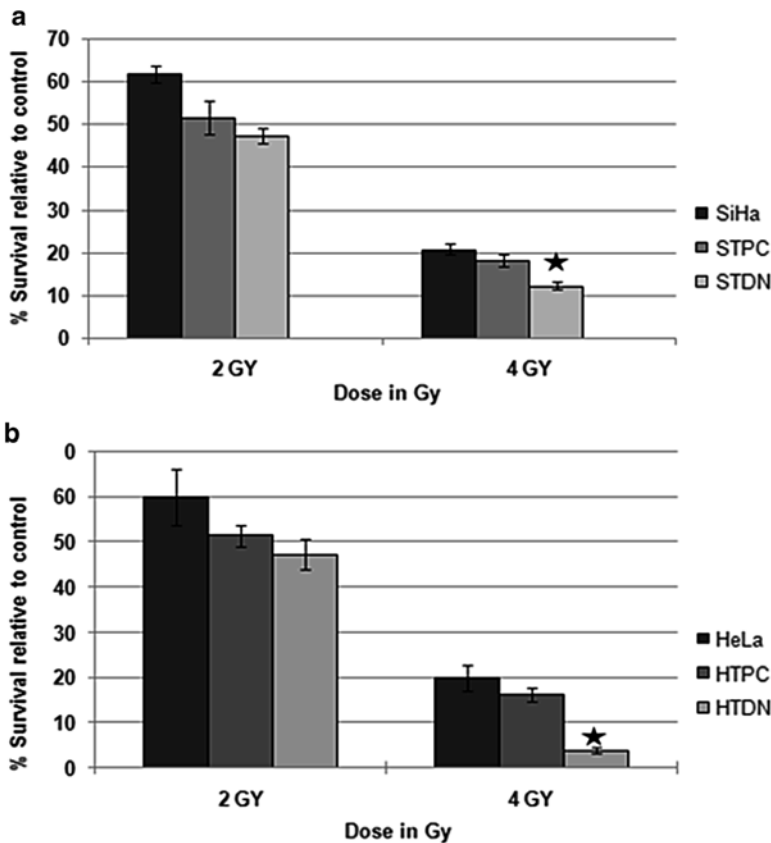 a
% Survival relative to control
70
60
50
40
30
20
10
0
2 GY
4 GY
Dose in Gy
SiHa
STPC
STDN
b
% Survival relative to control
0
60
50
40
30
20
10
0
2 GY
4 GY
Dose in Gy
HeLa
HTPC
HTDN